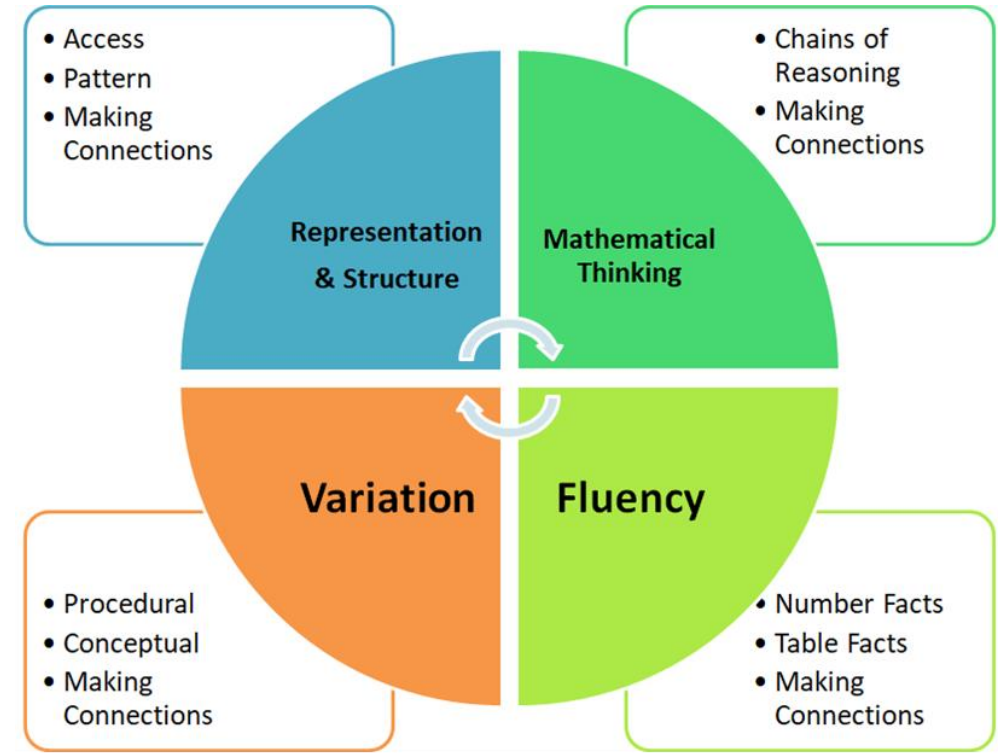 • Access
• Pattern
• Making
Connections
• Chains of
Reasoning
• Making
Connections
Representation
& Structure
Mathematical
Thinking
Variation
Fluency
• Procedural
• Conceptual
• Making
Connections
• Number Facts
• Table Facts
• Making
Connections